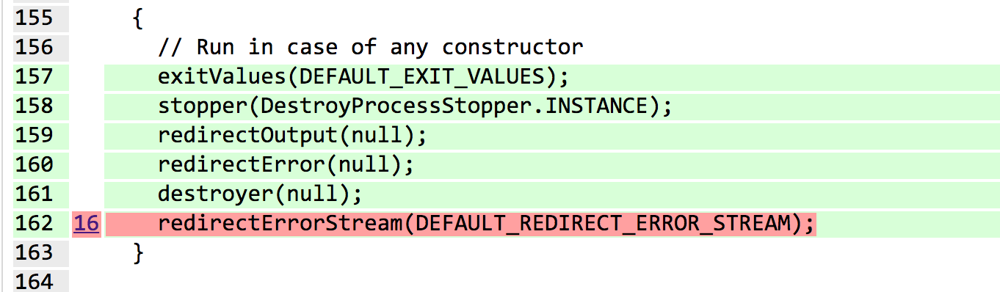 155 {
156 // Run in case of any constructor
157 exitValues(DEFAULT_EXIT_VALUES);
158 stopper(DestroyProcessStopper.INSTANCE);
159 redirectOutput(null);
160 redirectError(null);
161 destroyer(null);
162 16 redirectErrorStream(DEFAULT_REDIRECT_ERROR_STREAM);
163 }
164